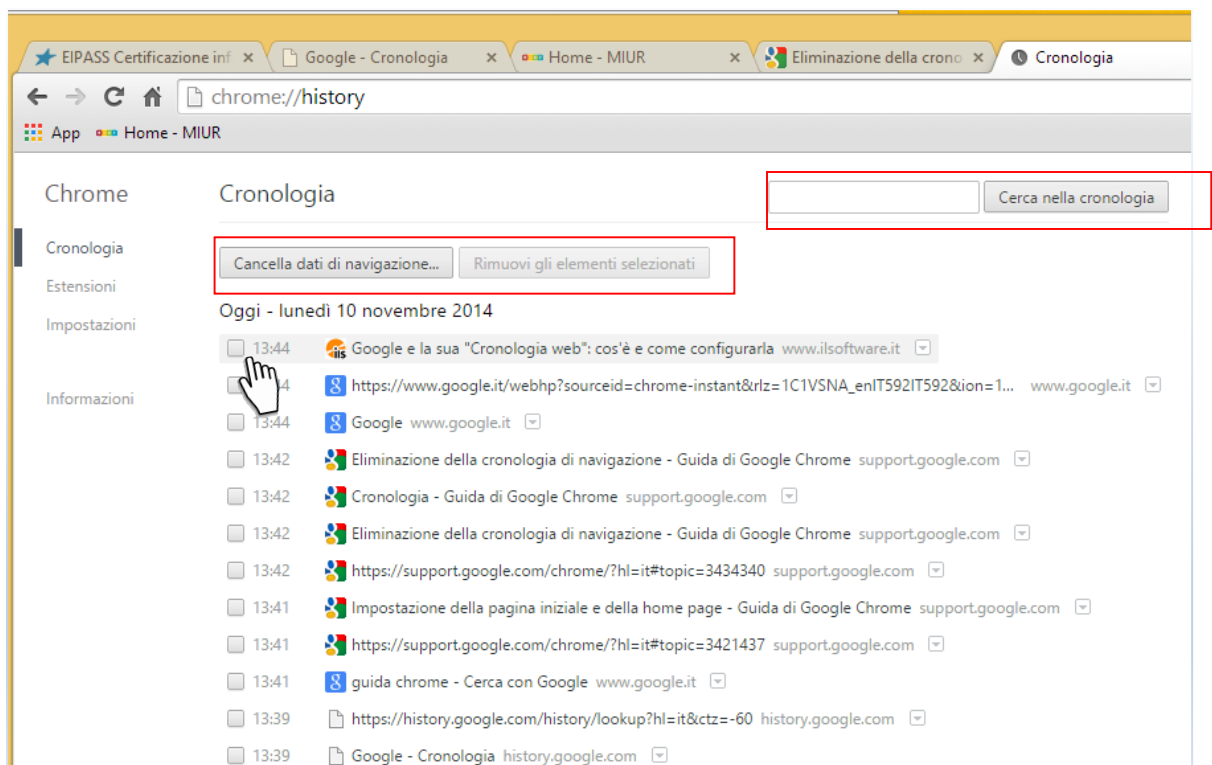 EIPASS Certificazione inf
Google - Cronologia
Home - MIUR
Eliminazione della crono
Cronologia
chrome://history
App Home - MIUR
Chrome
Cronologia
Cerca nella cronologia
Cronologia
Estensioni
Impostazioni
Informazioni
Cancella dati di navigazione... Rimuovi gli elementi selezionati
Oggi - lunedì 10 novembre 2014
13:44 Google e la sua "Cronologia web": cos'è e come configurarla www.ilsoftware.it
https://www.google.it/webhp?sourceid=chrome-instant&rlz=1C1VSNA_enIT592IT592&ion=1... www.google.it
13:44 Google www.google.it
13:42 Eliminazione della cronologia di navigazione - Guida di Google Chrome support.google.com
13:42 Cronologia - Guida di Google Chrome support.google.com
13:42 Eliminazione della cronologia di navigazione - Guida di Google Chrome support.google.com
13:42 https://support.google.com/chrome/?hl=it#topic=3434340 support.google.com
13:41 Impostazione della pagina iniziale e della home page - Guida di Google Chrome support.google.com
13:41 https://support.google.com/chrome/?hl=it#topic=3421437 support.google.com
13:41 guida chrome - Cerca con Google www.google.it
13:39 https://history.google.com/history/lookup?hl=it&ctz=-60 history.google.com
13:39 Google - Cronologia history.google.com